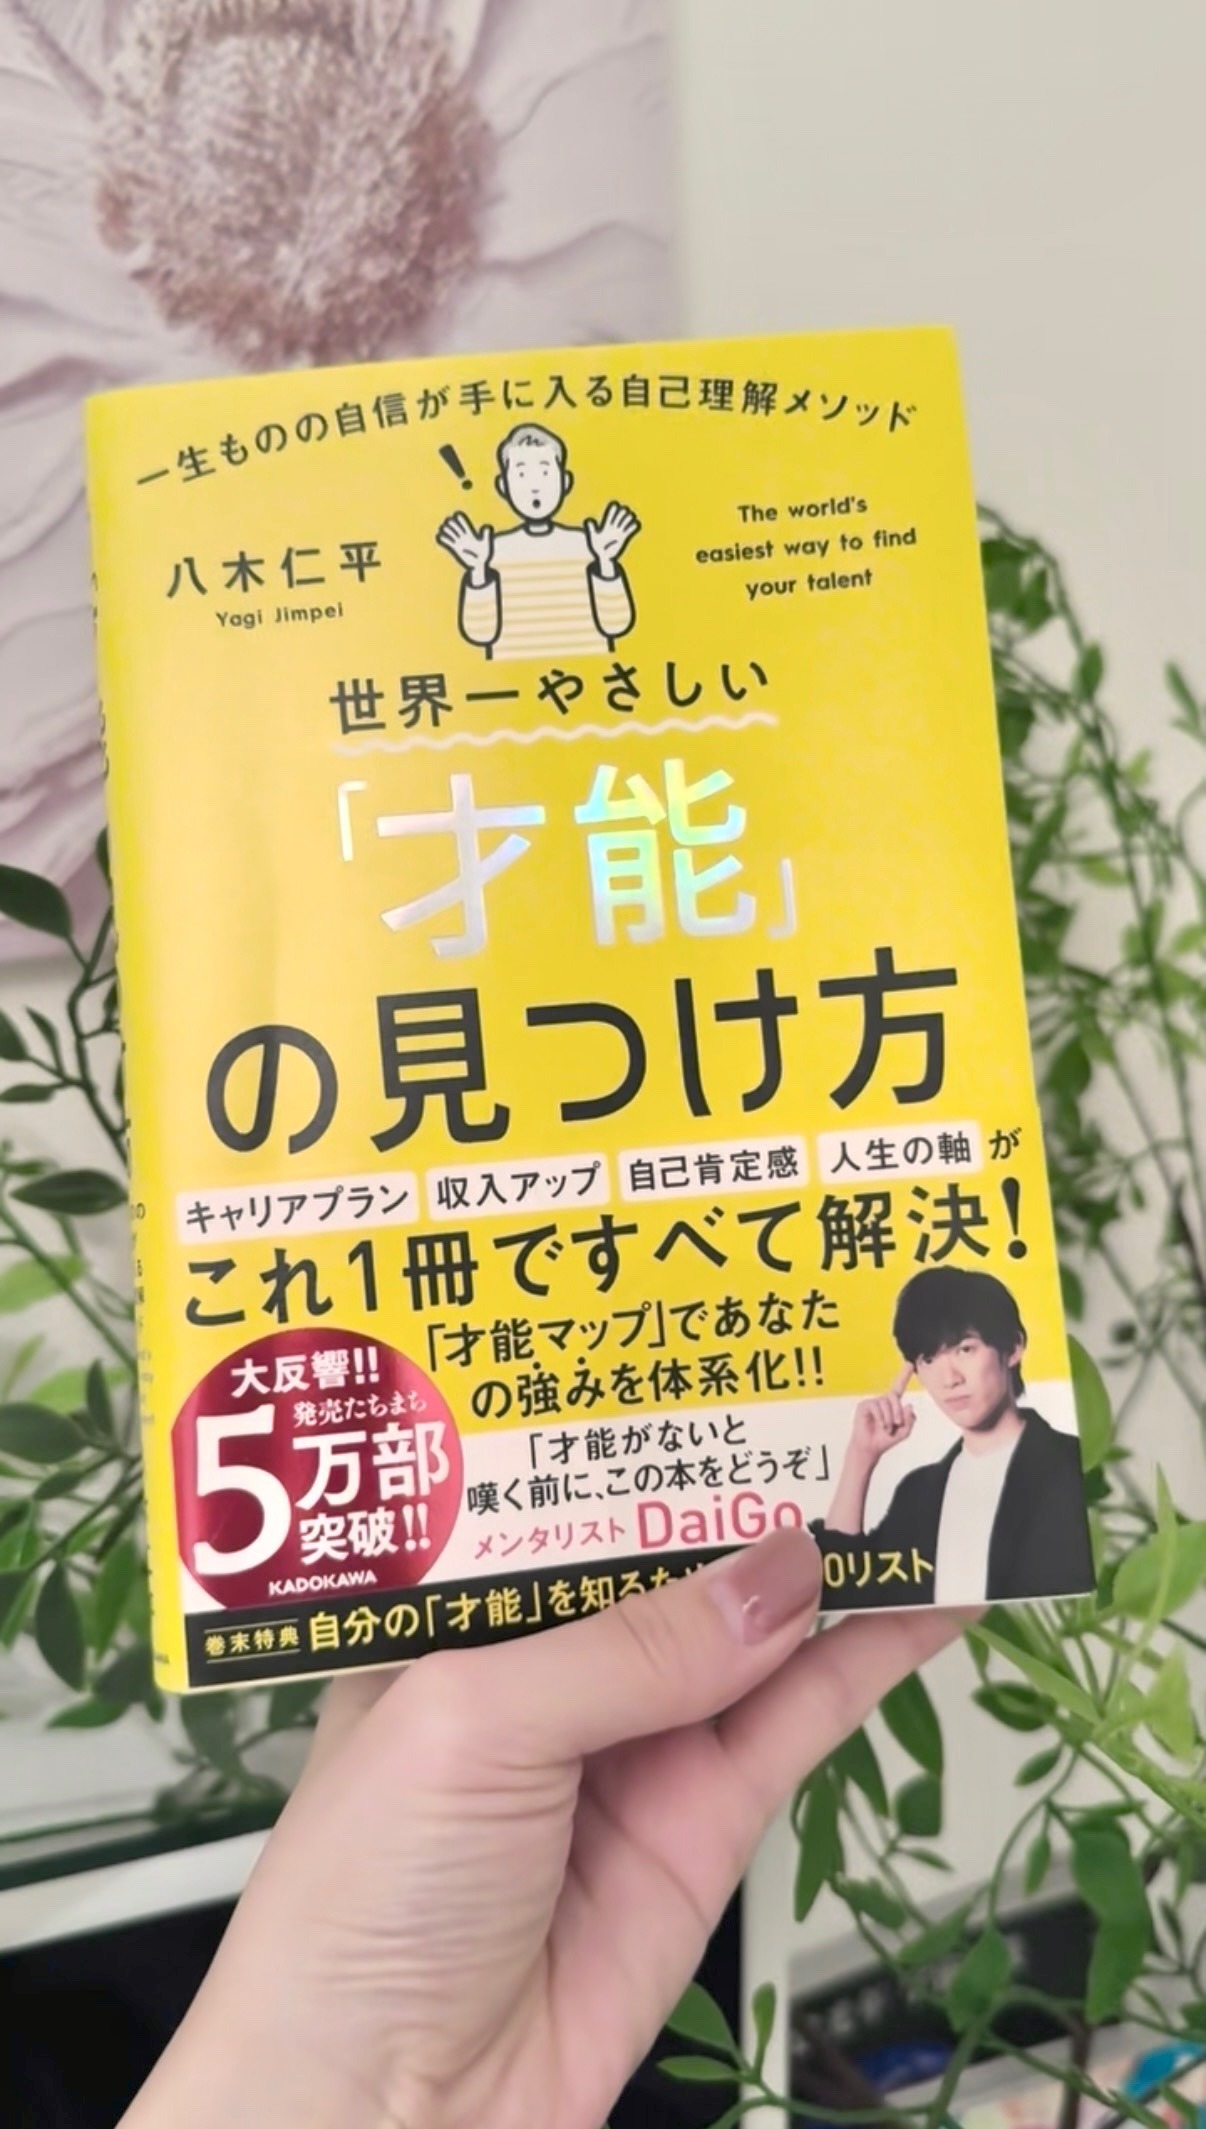 一生ものの自信が手に入る自己理解メソッド
八木仁平
Yagi Jimpei
The world's
easiest way to find
your talent
世界一やさしい
「才能」
の見つけ方
キャリアプラン 収入アップ 自己肯定感 人生の軸 が
これ1冊ですべて解決!
「才能マップ」であなた
の強みを体系化!!
大反響!!
発売たちまち
5万部
突破!!
KADOKAWA
「才能がないと
嘆く前に、この本をどうぞ」
メンタリスト DaiGo
巻末特典 自分の「才能」を知るため 0リスト